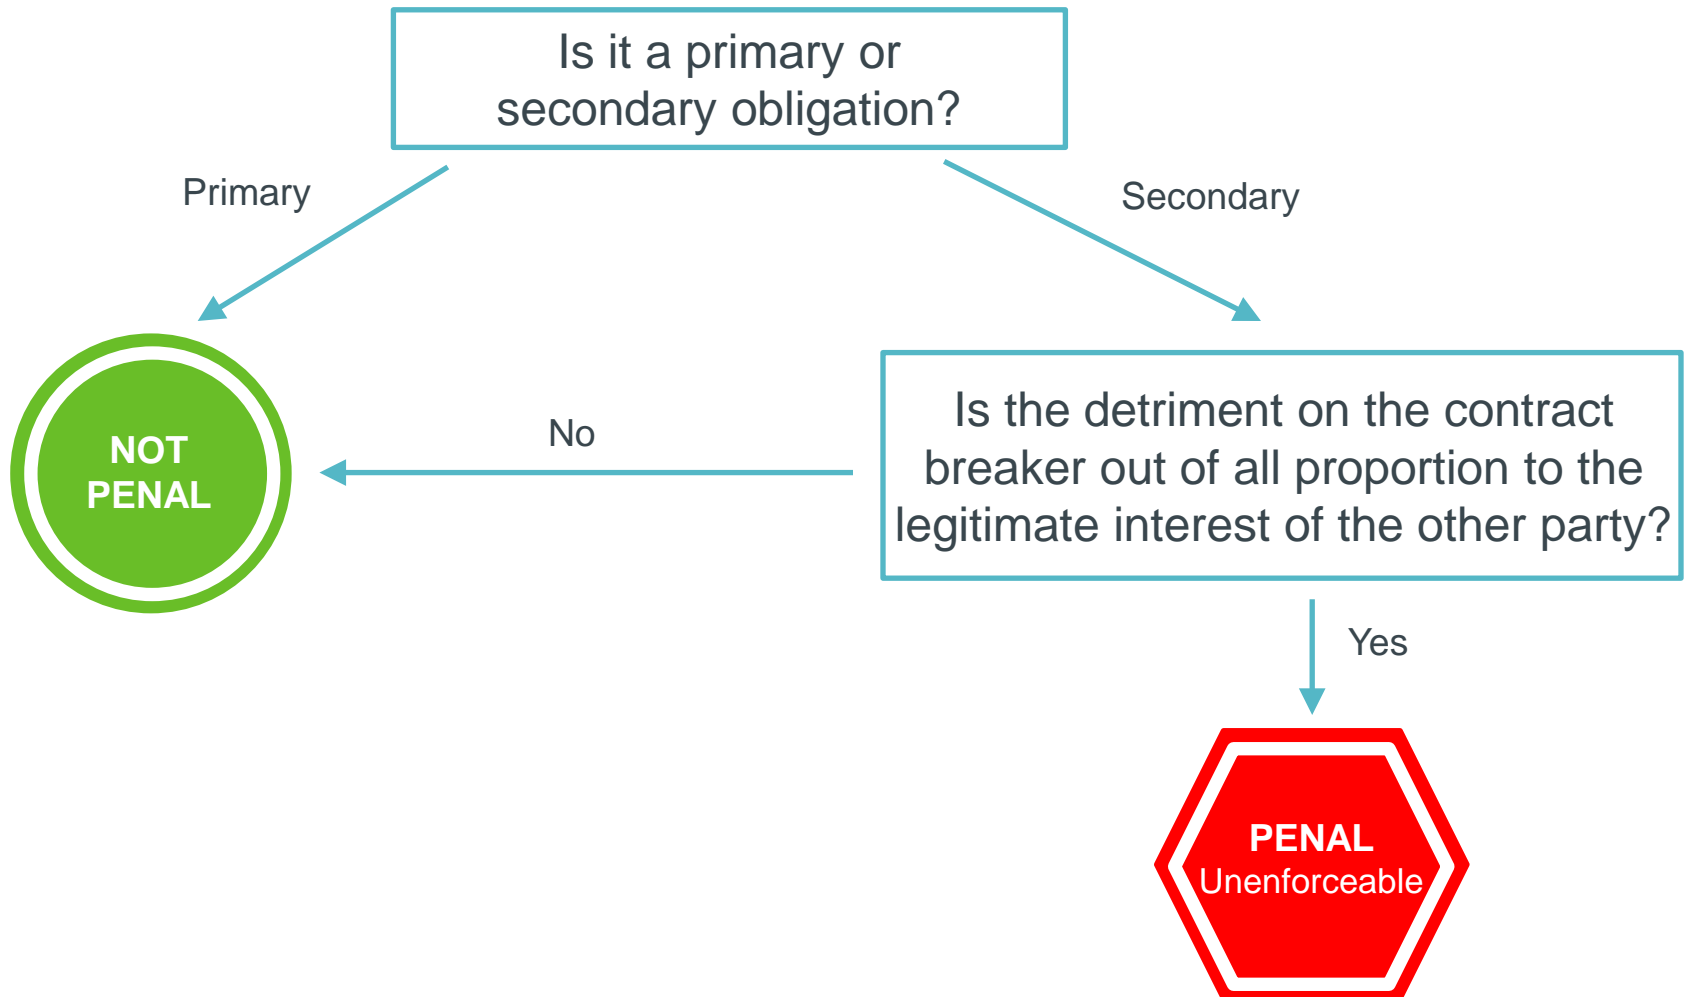 Is it a primary or
secondary obligation?
Primary
Secondary
NOT
PENAL
No
Is the detriment on the contract
breaker out of all proportion to the
legitimate interest of the other party?
Yes
PENAL
Unenforceable